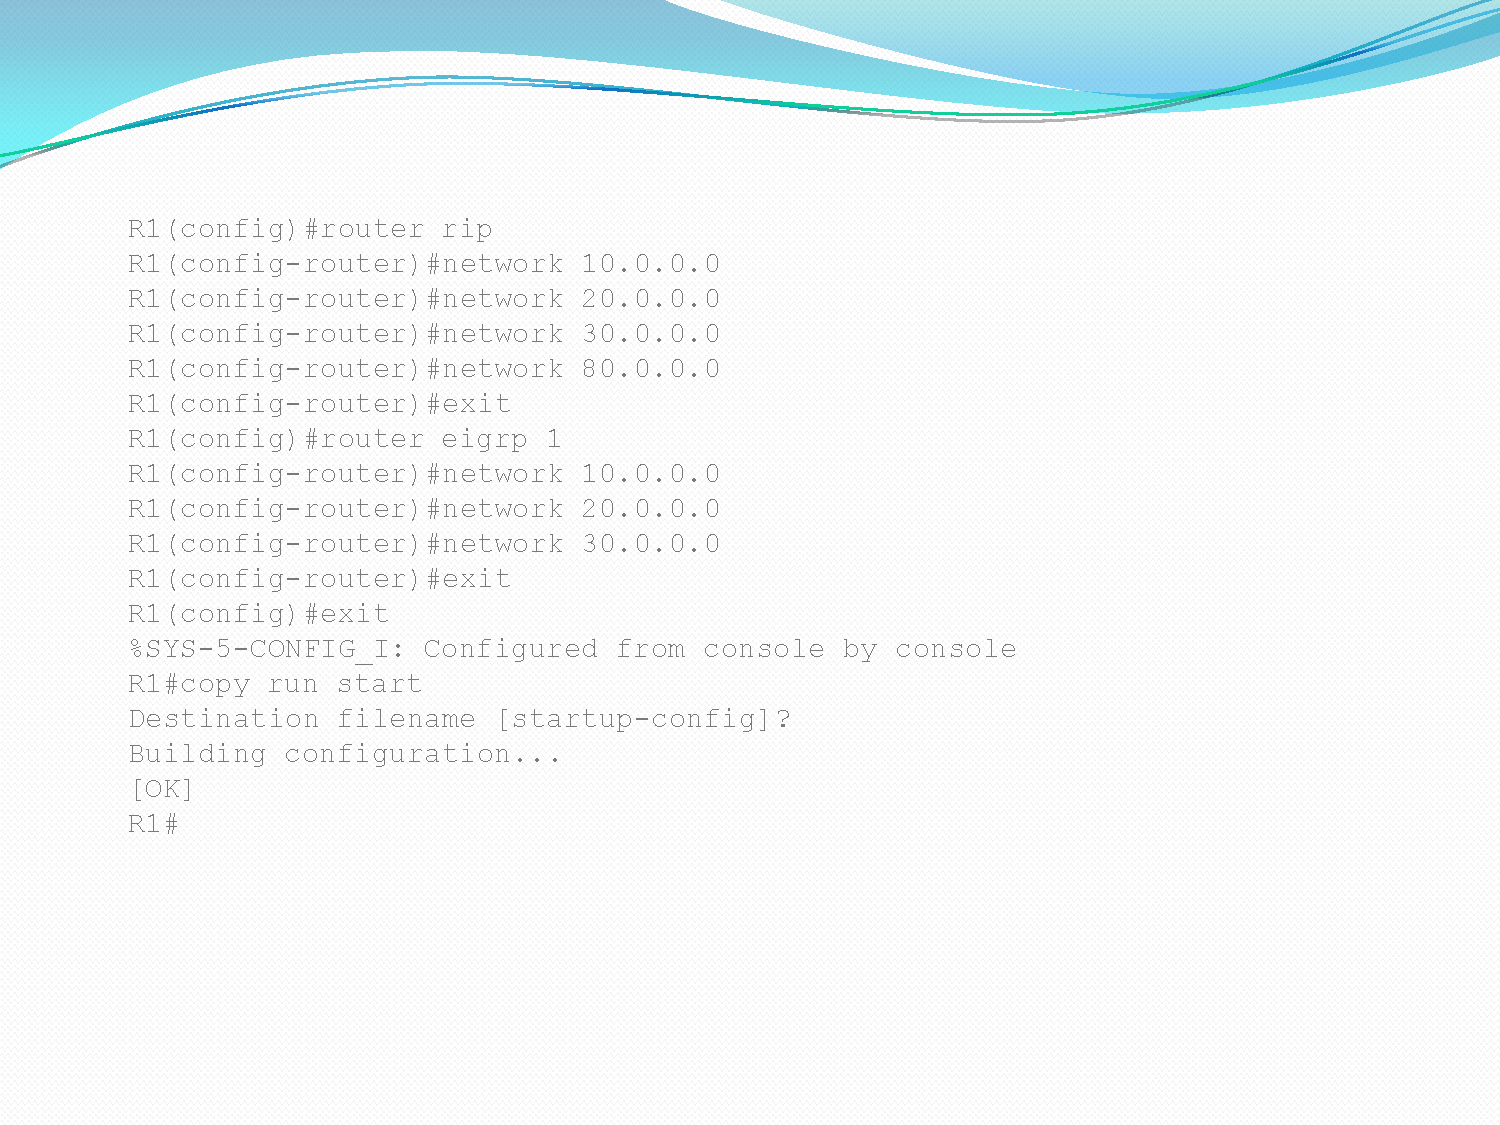 R1(config)#router rip
R1(config-router)#network 10.0.0.0
R1(config-router)#network 20.0.0.0
R1(config-router)#network 30.0.0.0
R1(config-router)#network 80.0.0.0
R1(config-router)#exit
R1(config)#router eigrp 1
R1(config-router)#network 10.0.0.0
R1(config-router)#network 20.0.0.0
R1(config-router)#network 30.0.0.0
R1(config-router)#exit
R1(config)#exit
%SYS-5-CONFIG_I: Configured from console by console
R1#copy run start
Destination filename [startup-config]?
Building configuration...
[OK]
R1#